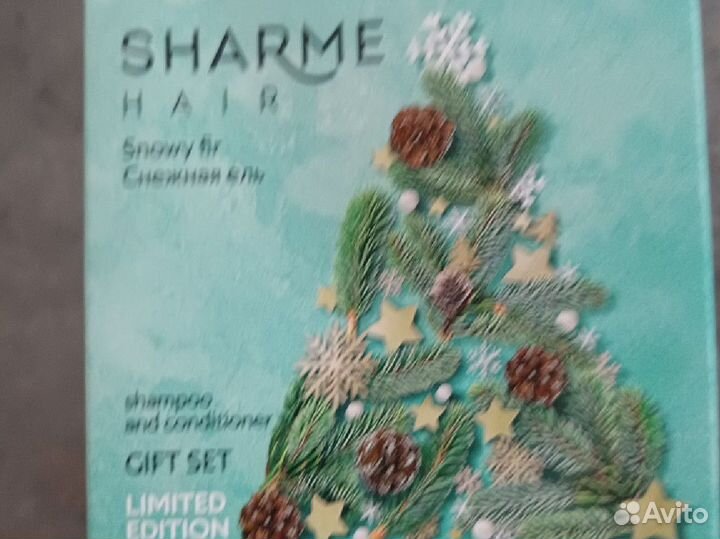 SHARME
HAIR
Snowy fir
Снежная ель
shampoo
and conditioner
GIFT SET
LIMITED
EDITION
Avito